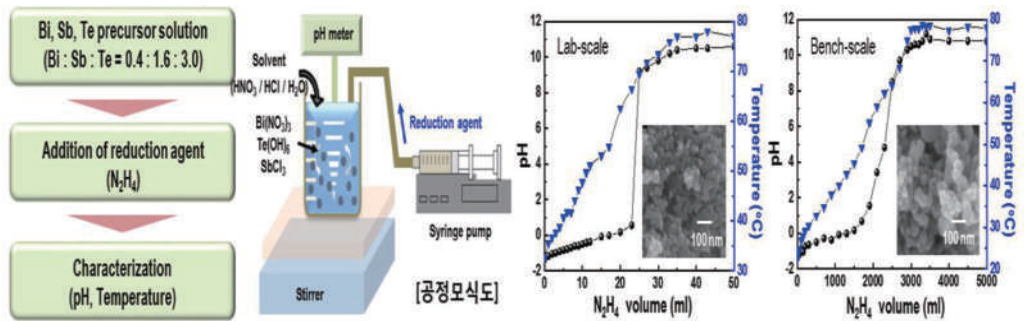 Bi, Sb, Te precursor solution
(Bi : Sb : Te = 0.4 : 1.6 : 3.0)
Addition of reduction agent
(N₂H₄)
Characterization
(pH, Temperature)
pH meter
Solvent
(HNO₃ / HCl / H₂O)
Bi(NO₃)₃
Te(OH)₆
SbCl₃
Reduction agent
Syringe pump
Stirrer
[공정모식도]
Lab-scale
12
10
8
6
4
2
0
-2
pH
80
70
60
50
40
30
Temperature (°C)
100 nm
0 10 20 30 40 50
N₂H₄ volume (ml)
Bench-scale
12
10
8
6
4
2
0
-2
pH
80
70
60
50
40
30
20
Temperature (°C)
100 nm
0 1000 2000 3000 4000 5000
N₂H₄ volume (ml)